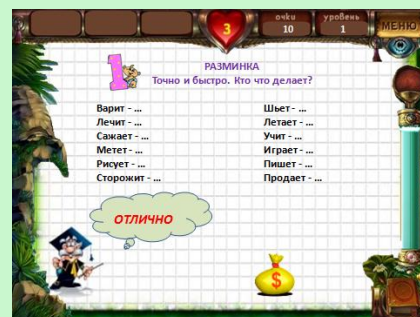 3
очки
10
уровень
1
МЕНЮ
1
РАЗМИНКА
Точно и быстро. Кто что делает?
Варит - ...
Лечит - ...
Сажает - ...
Метет - ...
Рисует - ...
Сторожит - ...
Шьет - ...
Летает - ...
Учит - ...
Играет - ...
Пишет - ...
Продает - ...
ОТЛИЧНО
$